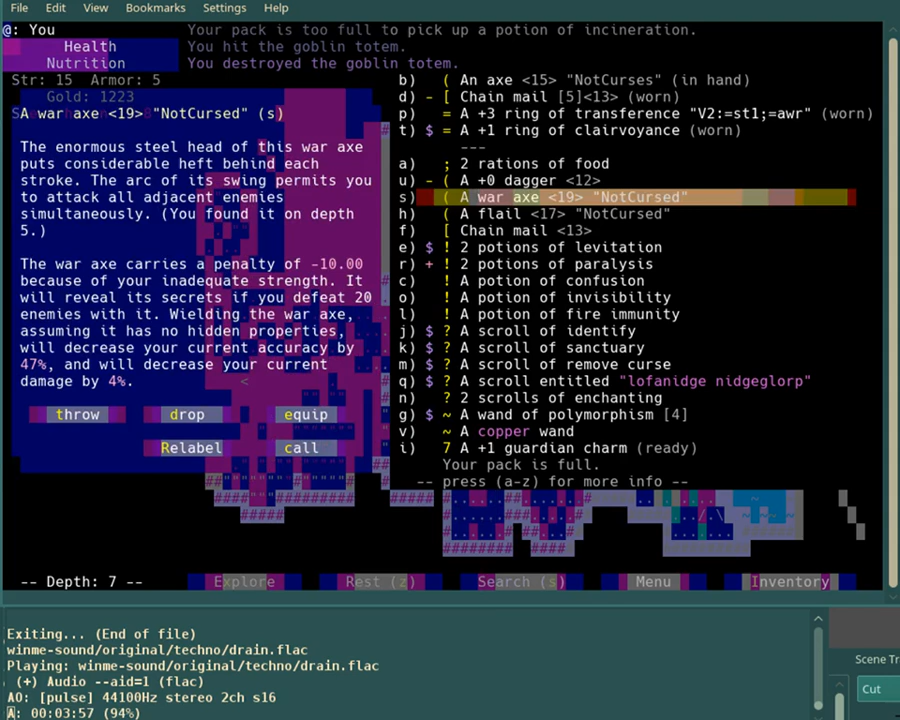 File Edit View Bookmarks Settings Help
@: You
Your pack is too full to pick up a potion of incineration.
Health
You hit the goblin totem.
Nutrition
You destroyed the goblin totem.
Str: 15 Armor: 5
Gold: 1223
A war axe <19> "NotCursed" (s)
The enormous steel head of this war axe
puts considerable heft behind each
stroke. The arc of its swing permits you
to attack all adjacent enemies
simultaneously. (You found it on depth
5.)
The war axe carries a penalty of -10.00
because of your inadequate strength. It
will reveal its secrets if you defeat 20
enemies with it. Wielding the war axe,
assuming it has no hidden properties,
will decrease your current accuracy by
47%, and will decrease your current
damage by 4%.
throw drop equip
Relabel call
b) ( An axe <15> "NotCurses" (in hand)
d) - [ Chain mail [5]<13> (worn)
p) = A +3 ring of transference "V2:=st1;=awr" (worn)
t) $ = A +1 ring of clairvoyance (worn)
---
a) ; 2 rations of food
u) - ( A +0 dagger <12>
s) ( A war axe <19> "NotCursed"
h) ( A flail <17> "NotCursed"
f) [ Chain mail <13>
e) $ ! 2 potions of levitation
r) + ! 2 potions of paralysis
c) ! A potion of confusion
o) ! A potion of invisibility
l) ! A potion of fire immunity
j) $ ? A scroll of identify
k) $ ? A scroll of sanctuary
m) $ ? A scroll of remove curse
q) $ ? A scroll entitled "lofanidge nidgeglorp"
n) ? 2 scrolls of enchanting
g) $ ~ A wand of polymorphism [4]
v) ~ A copper wand
i) 7 A +1 guardian charm (ready)
Your pack is full.
-- press (a-z) for more info --
-- Depth: 7 -- Explore Rest (z) Search (s) Menu Inventory
Exiting... (End of file)
winme-sound/original/techno/drain.flac
Playing: winme-sound/original/techno/drain.flac
(+) Audio --aid=1 (flac)
AO: [pulse] 44100Hz stereo 2ch s16
A: 00:03:57 (94%)
Scene Tr
Cut